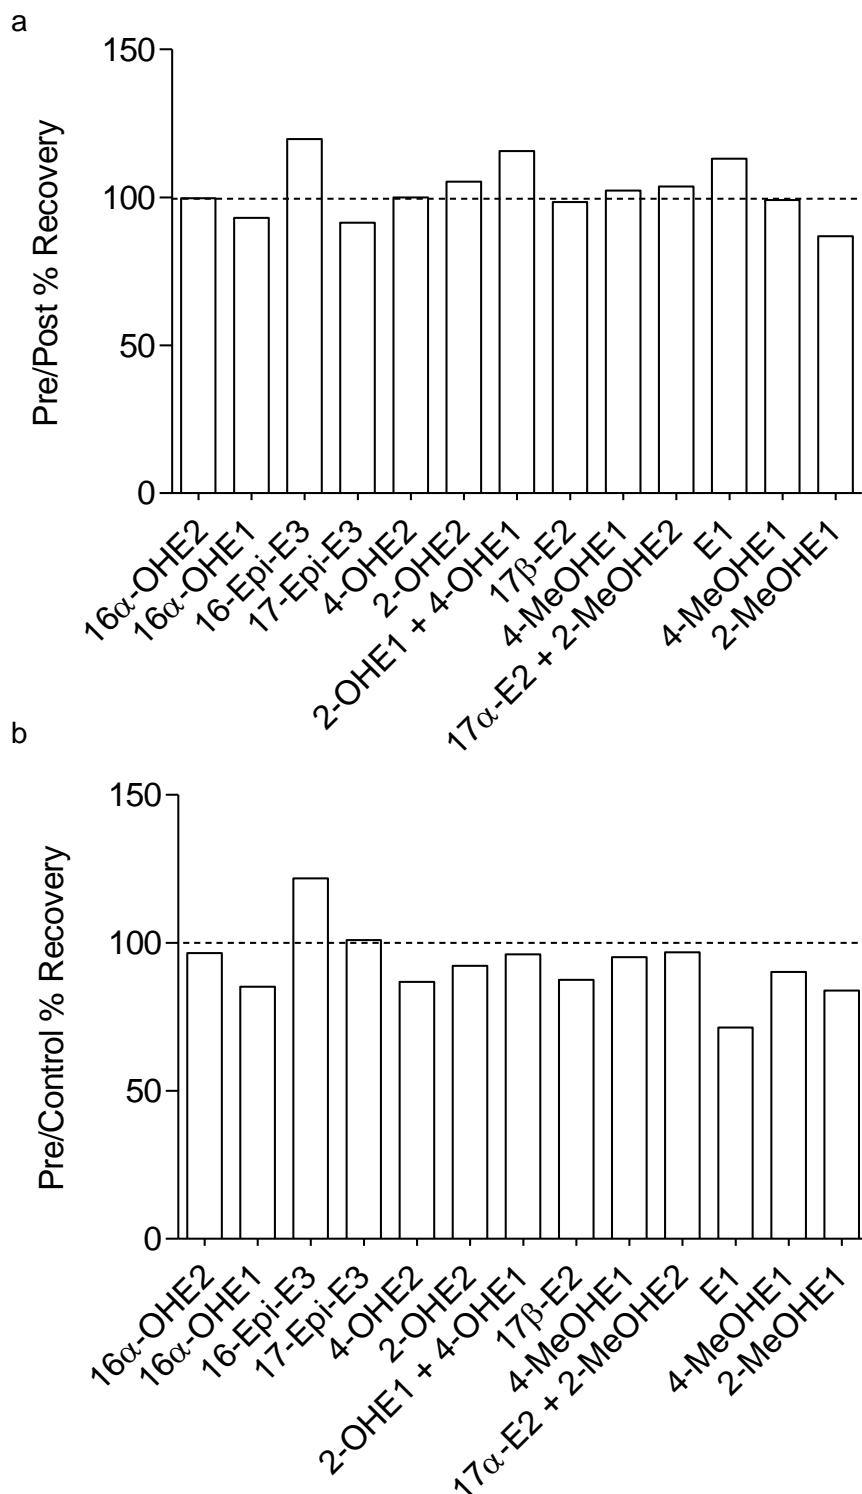 a
Pre/Post % Recovery
150
100
50
0
16α-OHE2
16α-OHE1
16-Epi-E3
17-Epi-E3
4-OHE2
2-OHE2
2-OHE1 + 4-OHE1
17β-E2
4-MeOHE1
17α-E2 + 2-MeOHE2
E1
4-MeOHE1
2-MeOHE1
b
Pre/Control % Recovery
150
100
50
0
16α-OHE2
16α-OHE1
16-Epi-E3
17-Epi-E3
4-OHE2
2-OHE2
2-OHE1 + 4-OHE1
17β-E2
4-MeOHE1
17α-E2 + 2-MeOHE2
E1
4-MeOHE1
2-MeOHE1